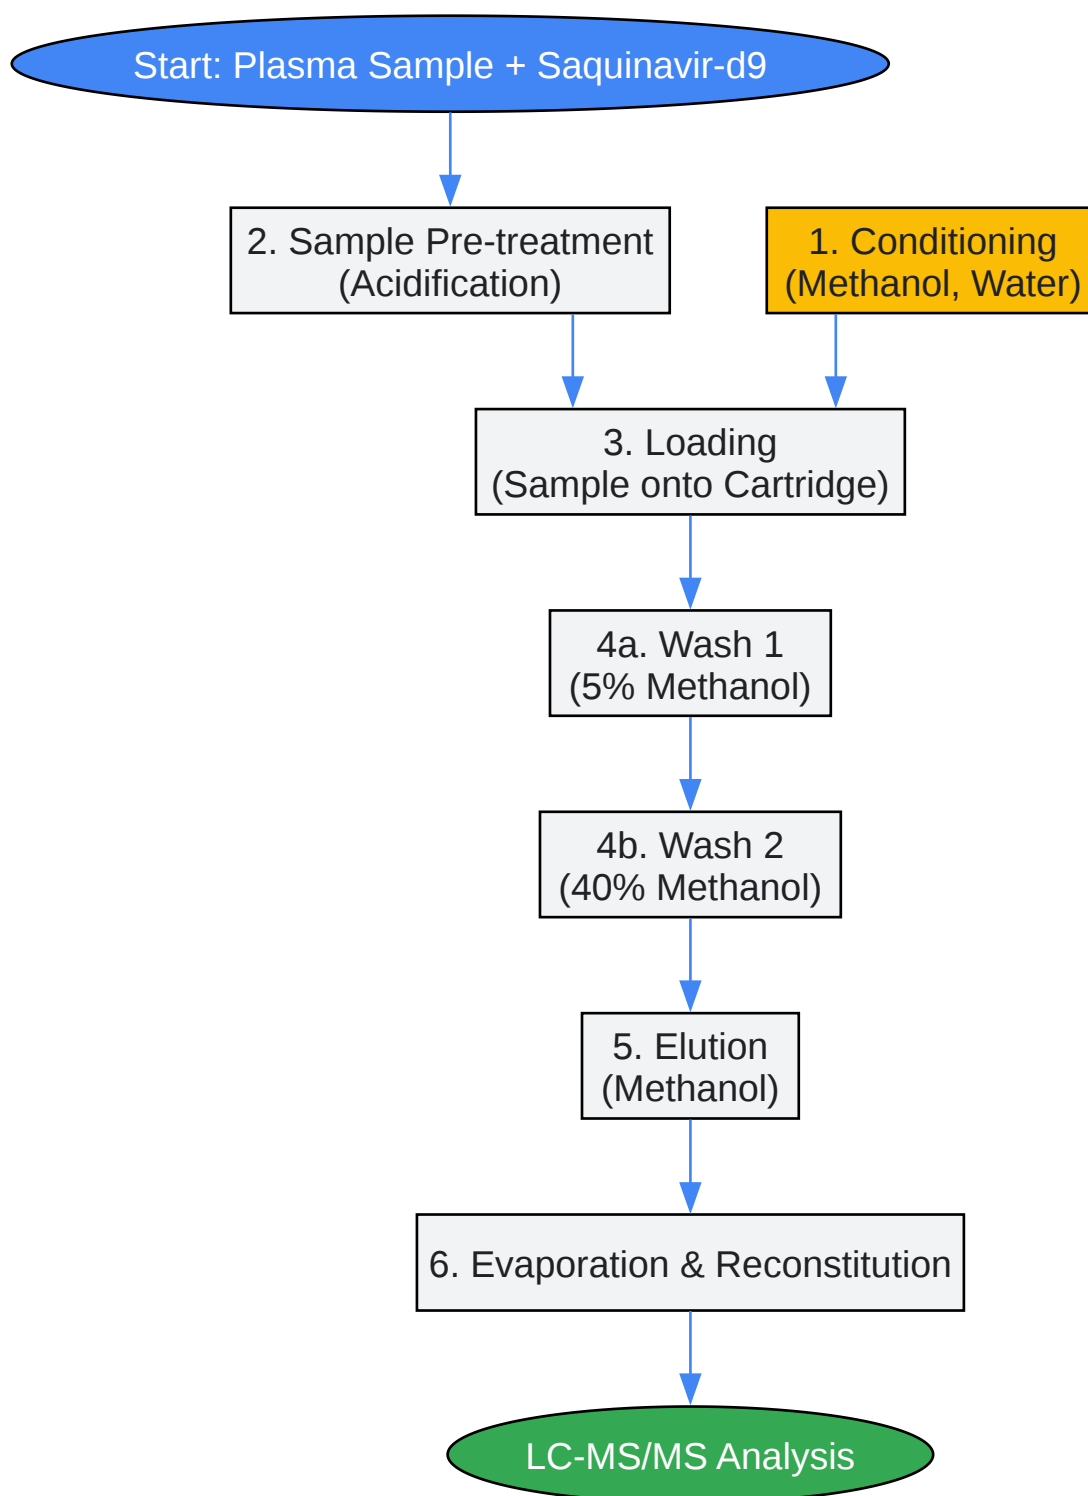 Start: Plasma Sample + Saquinavir-d9
2. Sample Pre-treatment
(Acidification)
1. Conditioning
(Methanol, Water)
3. Loading
(Sample onto Cartridge)
4a. Wash 1
(5% Methanol)
4b. Wash 2
(40% Methanol)
5. Elution
(Methanol)
6. Evaporation & Reconstitution
LC-MS/MS Analysis